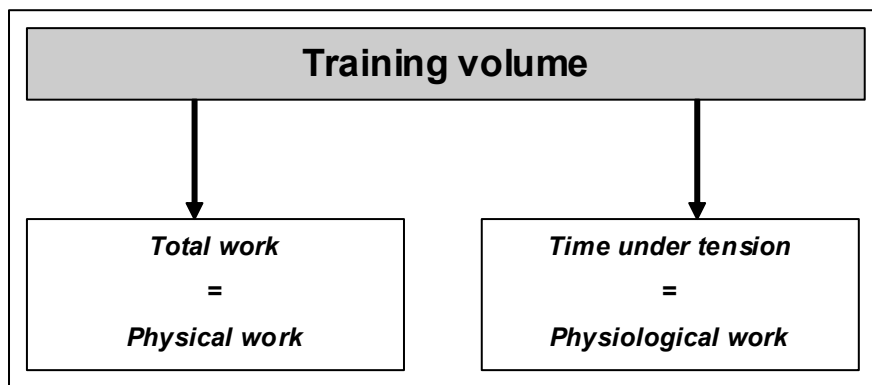 Training volume
Total work
=
Physical work
Time under tension
=
Physiological work